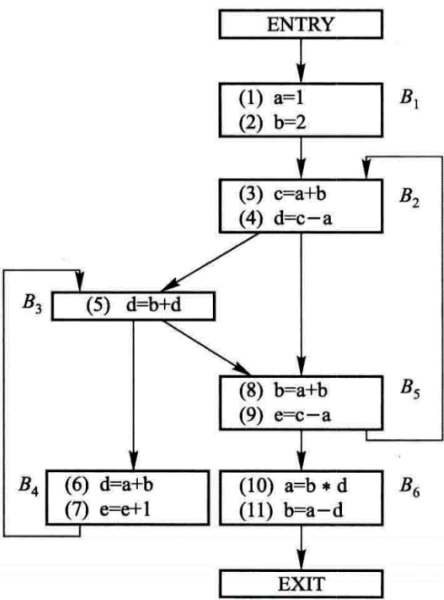 ENTRY
(1) a=1
(2) b=2
B1
(3) c=a+b
(4) d=c−a
B2
B3
(5) d=b+d
(8) b=a+b
(9) e=c−a
B5
B4
(6) d=a+b
(7) e=e+1
(10) a=b * d
(11) b=a−d
B6
EXIT